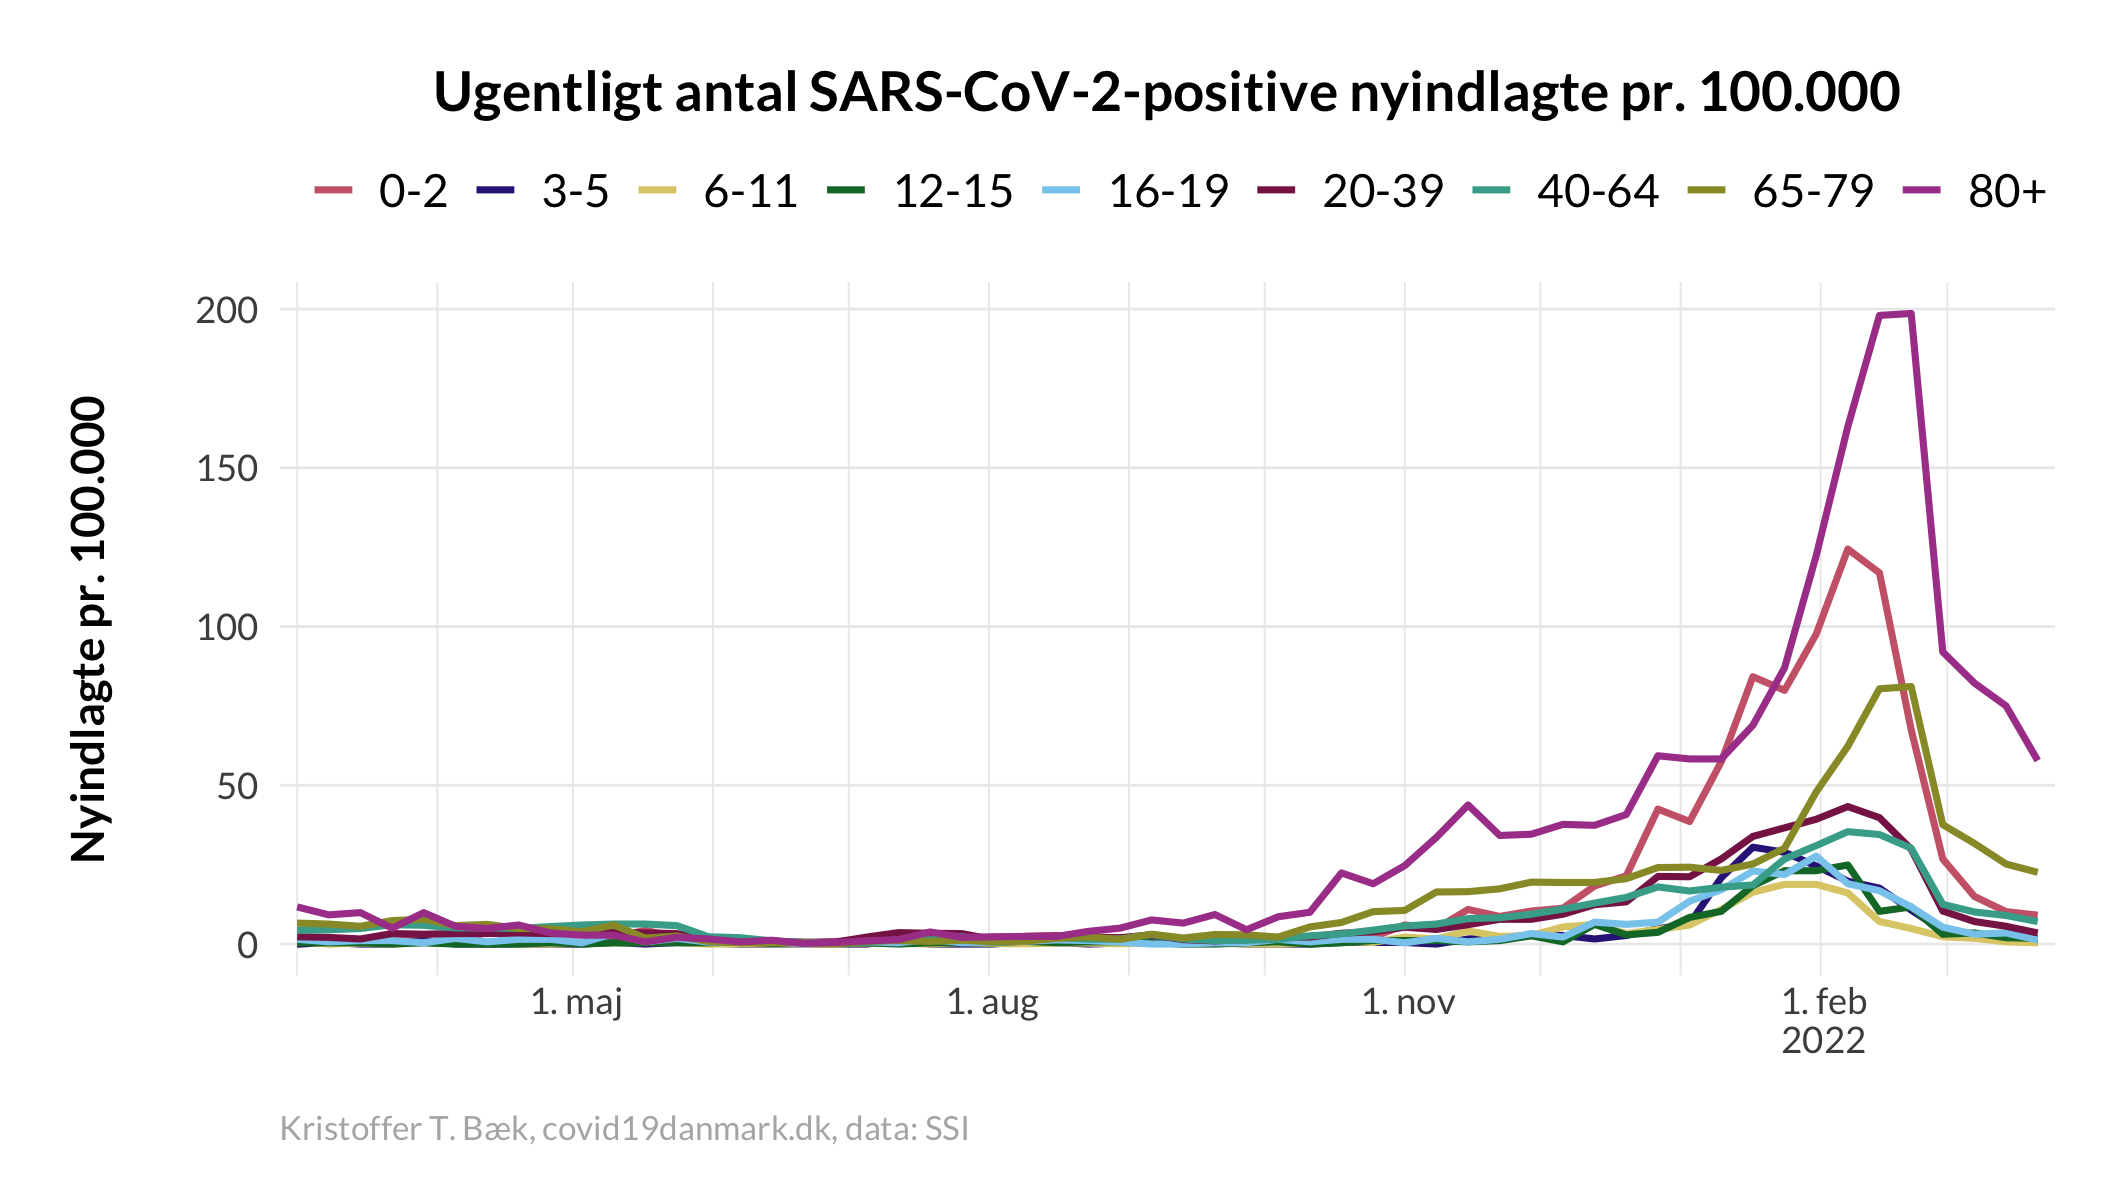 Ugentligt antal SARS-CoV-2-positive nyindlagte pr. 100.000
0-2 3-5 6-11 12-15 16-19 20-39 40-64 65-79 80+
Nyindlagte pr. 100.000
200
150
100
50
0
1. maj 1. aug 1. nov 1. feb
2022
Kristoffer T. Bæk, covid19danmark.dk, data: SSI